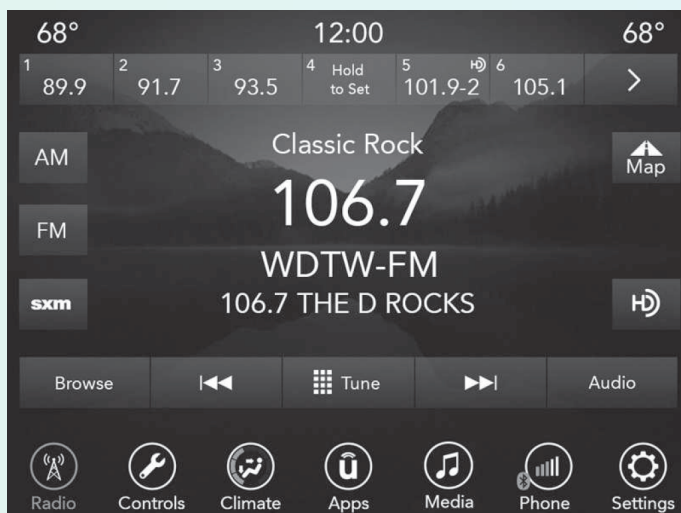 68° 12:00 68°
1 89.9 2 91.7 3 93.5 4 Hold to Set 5 101.9-2 HD 6 105.1 >
AM Classic Rock Map
106.7
FM
WDTW-FM
sxm 106.7 THE D ROCKS HD
Browse Tune Audio
Radio Controls Climate û Apps Media Phone Settings